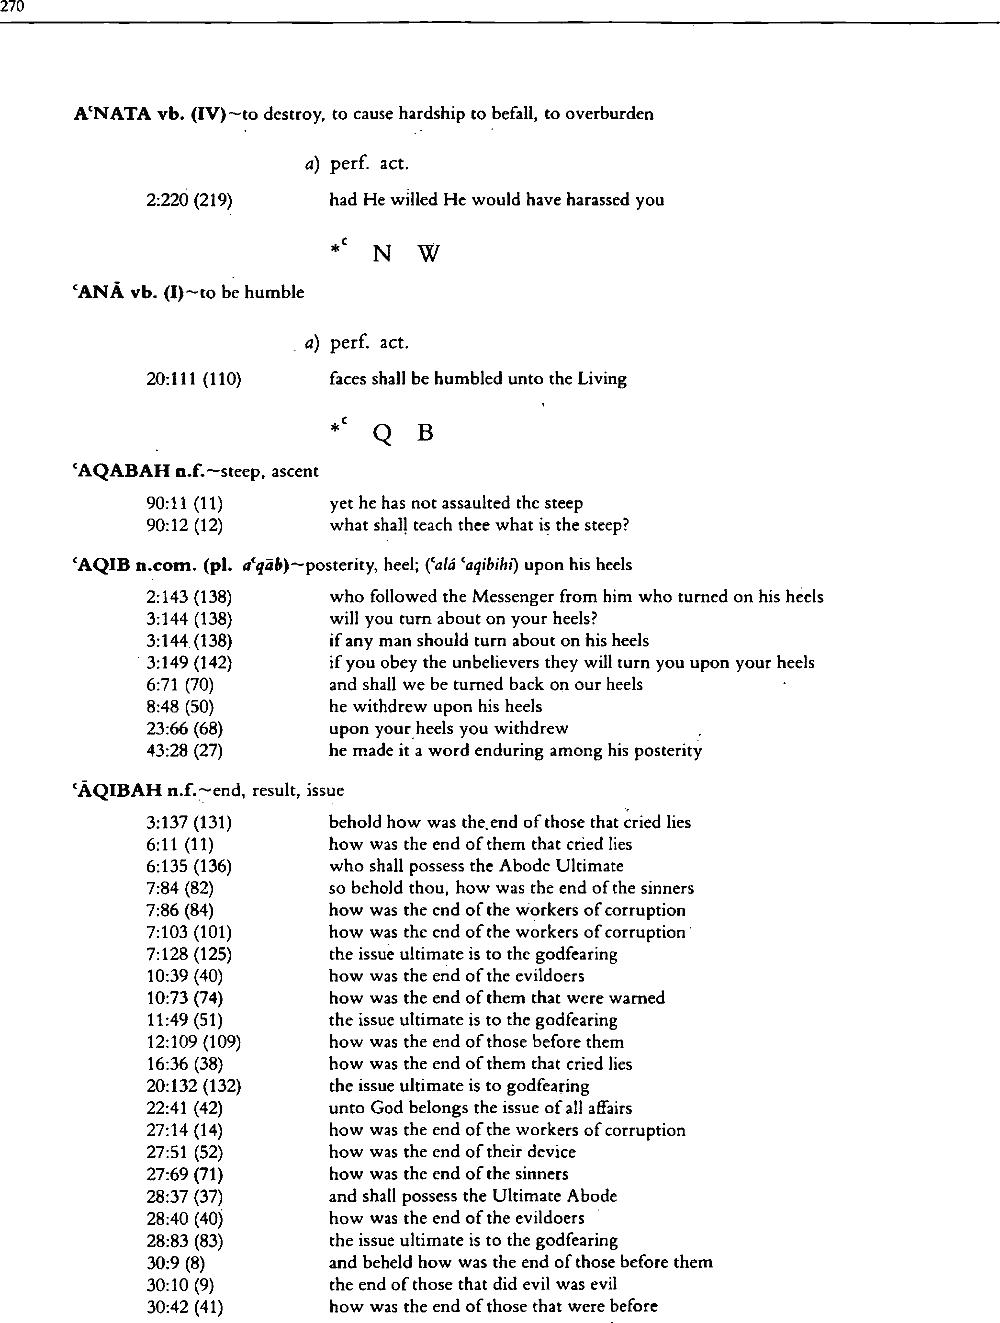 270
AʿNATA vb. (IV)~to destroy, to cause hardship to befall, to overburden
a) perf. act.
2:220 (219) had He willed He would have harassed you
*ʿ N W
ʿANĀ vb. (I)~to be humble
a) perf. act.
20:111 (110) faces shall be humbled unto the Living
*ʿ Q B
ʿAQABAH n.f.~steep, ascent
90:11 (11) yet he has not assaulted the steep
90:12 (12) what shall teach thee what is the steep?
ʿAQIB n.com. (pl. aʿqāb)~posterity, heel; (ʿalá ʿaqibihi) upon his heels
2:143 (138) who followed the Messenger from him who turned on his heels
3:144 (138) will you turn about on your heels?
3:144 (138) if any man should turn about on his heels
3:149 (142) if you obey the unbelievers they will turn you upon your heels
6:71 (70) and shall we be turned back on our heels
8:48 (50) he withdrew upon his heels
23:66 (68) upon your heels you withdrew
43:28 (27) he made it a word enduring among his posterity
ʿĀQIBAH n.f.~end, result, issue
3:137 (131) behold how was the end of those that cried lies
6:11 (11) how was the end of them that cried lies
6:135 (136) who shall possess the Abode Ultimate
7:84 (82) so behold thou, how was the end of the sinners
7:86 (84) how was the end of the workers of corruption
7:103 (101) how was the end of the workers of corruption
7:128 (125) the issue ultimate is to the godfearing
10:39 (40) how was the end of the evildoers
10:73 (74) how was the end of them that were warned
11:49 (51) the issue ultimate is to the godfearing
12:109 (109) how was the end of those before them
16:36 (38) how was the end of them that cried lies
20:132 (132) the issue ultimate is to godfearing
22:41 (42) unto God belongs the issue of all affairs
27:14 (14) how was the end of the workers of corruption
27:51 (52) how was the end of their device
27:69 (71) how was the end of the sinners
28:37 (37) and shall possess the Ultimate Abode
28:40 (40) how was the end of the evildoers
28:83 (83) the issue ultimate is to the godfearing
30:9 (8) and beheld how was the end of those before them
30:10 (9) the end of those that did evil was evil
30:42 (41) how was the end of those that were before